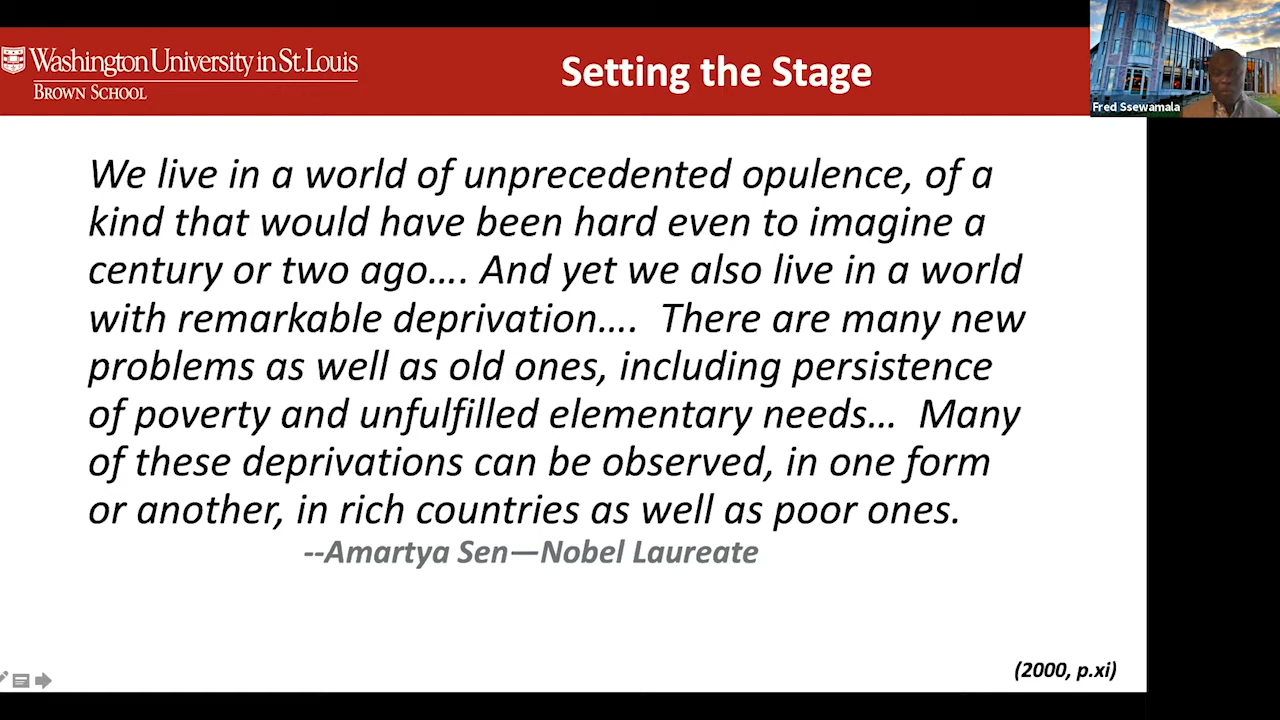 Washington University in St. Louis
BROWN SCHOOL
Setting the Stage
Fred Ssewamala
We live in a world of unprecedented opulence, of a
kind that would have been hard even to imagine a
century or two ago.... And yet we also live in a world
with remarkable deprivation.... There are many new
problems as well as old ones, including persistence
of poverty and unfulfilled elementary needs... Many
of these deprivations can be observed, in one form
or another, in rich countries as well as poor ones.
--Amartya Sen—Nobel Laureate
(2000, p.xi)